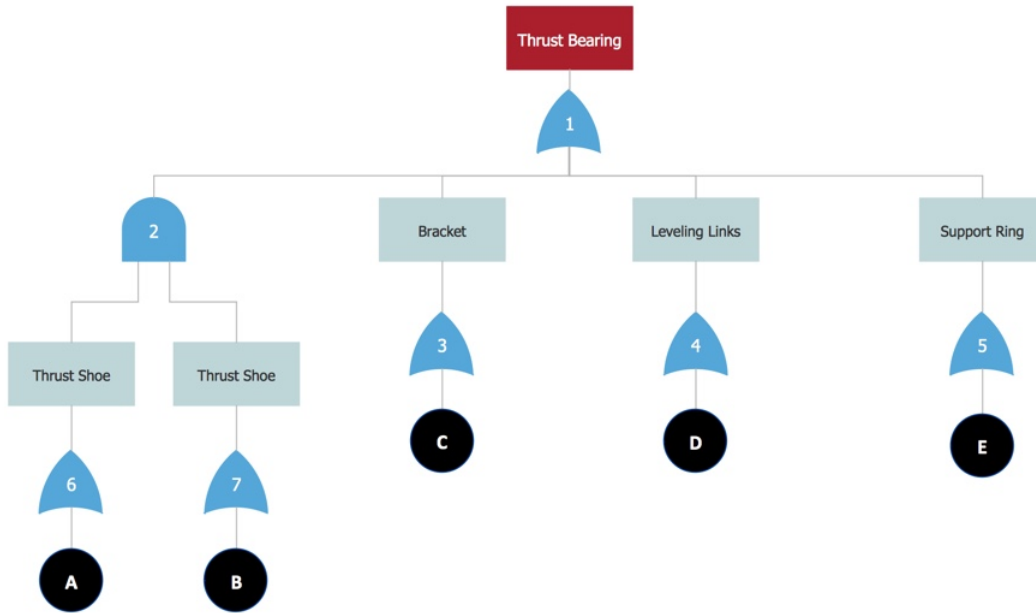 Thrust Bearing
1
2
Bracket
Leveling Links
Support Ring
3
4
5
Thrust Shoe
Thrust Shoe
C
D
E
6
7
A
B